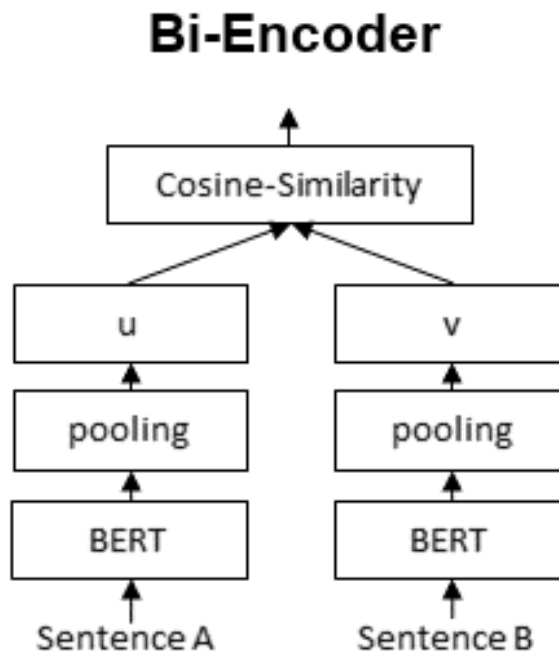 Bi-Encoder
Cosine-Similarity
u v
pooling pooling
BERT BERT
Sentence A Sentence B